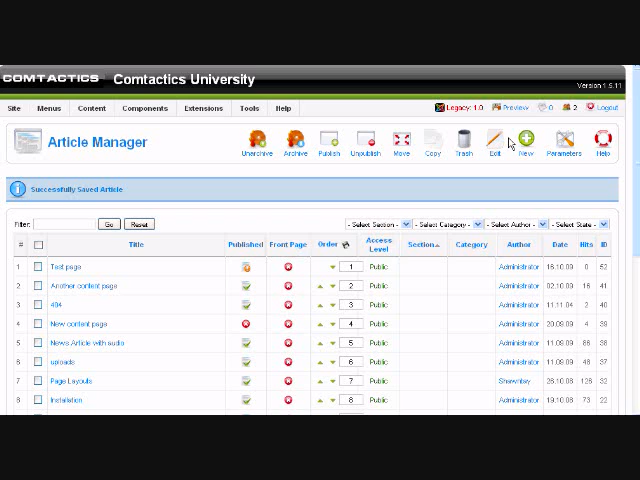 COMTACTICS Comtactics University
Version 1.5.11
Site Menus Content Components Extensions Tools Help Legacy: 1.0 Preview 0 2 Logout
Article Manager Unarchive Archive Publish Unpublish Move Copy Trash Edit New Parameters Help
Successfully Saved Article
Filter: Go Reset - Select Section - - Select Category - - Select Author - - Select State -
# Title Published Front Page Order Access Level Section Category Author Date Hits ID
1 Test page 1 Public Administrator 16.10.09 0 52
2 Another content page 2 Public Administrator 02.10.09 16 41
3 404 3 Public Administrator 11.11.04 2 40
4 New content page 4 Public Administrator 20.09.09 4 39
5 News Article with audio 5 Public Administrator 11.09.09 86 38
6 uploads 6 Public Administrator 11.09.09 48 37
7 Page Layouts 7 Public 26.10.08 128 32
8 Installation 8 Public Administrator 19.10.08 73 22